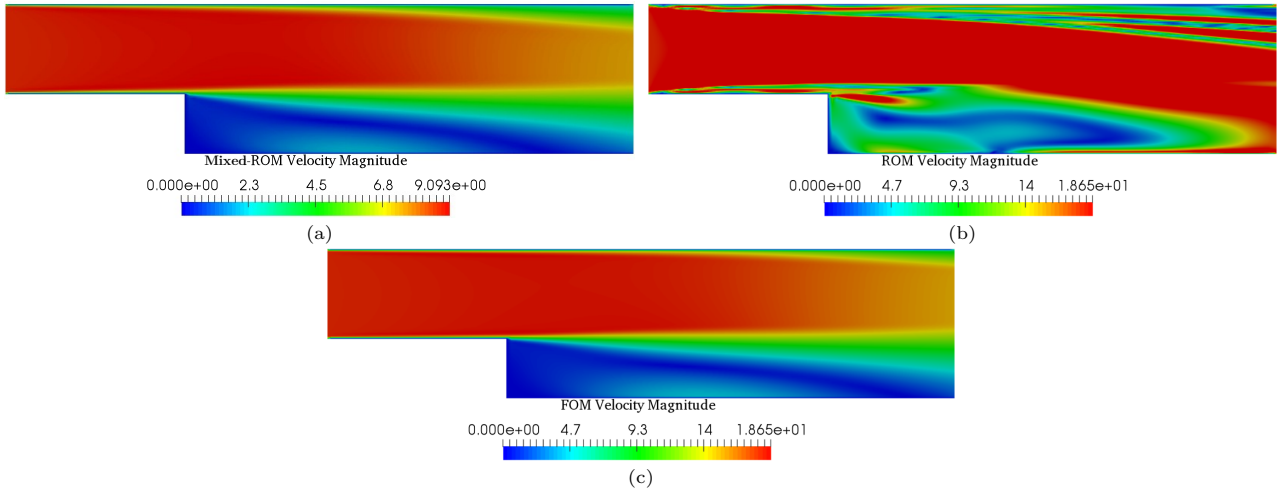 Mixed-ROM Velocity Magnitude
0.000e+00 2.3 4.5 6.8 9.093e+00
(a)
ROM Velocity Magnitude
0.000e+00 4.7 9.3 14 1.865e+01
(b)
FOM Velocity Magnitude
0.000e+00 4.7 9.3 14 1.865e+01
(c)